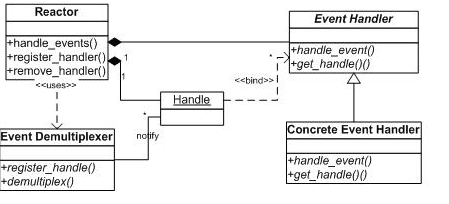 Reactor
+handle_events()
+register_handler()
+remove_handler()
<<uses>>
1
1
Event Handler
+handle_event()
+get_handle()()
*
<<bind>>
Handle
*
notify
Event Demultiplexer
+register_handle()
+demultiplex()
Concrete Event Handler
+handle_event()
+get_handle()()